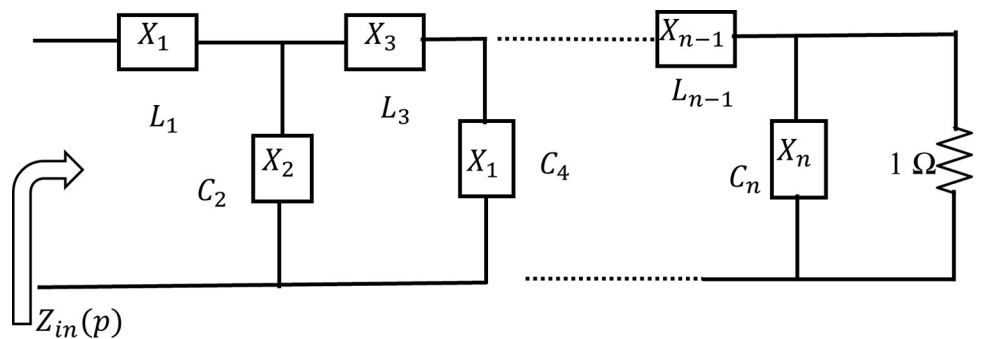 X₁ X₃ Xₙ₋₁
L₁ L₃ Lₙ₋₁
X₂ X₁ Xₙ
C₂ C₄ Cₙ 1 Ω
Zᵢₙ(p)